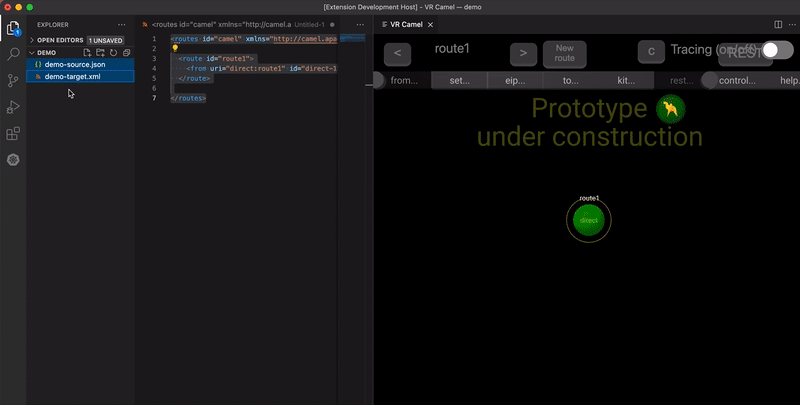 [Extension Development Host] - VR Camel — demo
EXPLORER
OPEN EDITORS 1 UNSAVED
DEMO
demo-source.json
demo-target.xml
<routes id="camel" xmlns="http://camel.a Untitled-1
1 <routes id="camel" xmlns="http://camel.apa
2
3 <route id="route1">
4 <from uri="direct:route1" id="direct-1
5 </route>
6
7 </routes>
VR Camel
< route1 > New route C Tracing (on/off)
from... set... eip... to... kit... rest... control... help.
Prototype
under construction
route1
direct